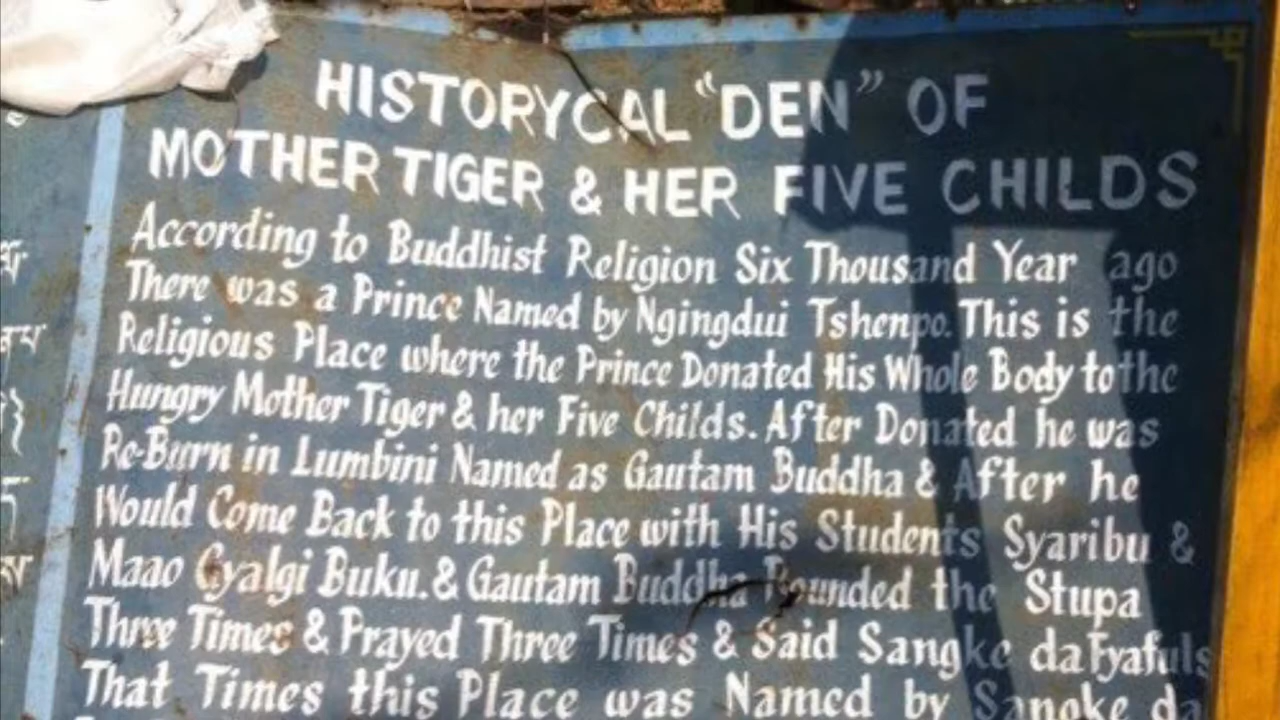 HISTORYCAL "DEN" OF
MOTHER TIGER & HER FIVE CHILDS
According to Buddhist Religion Six Thousand Year ago
There was a Prince Named by Ngingdui Tshenpo. This is the
Religious Place where the Prince Donated His Whole Body to the
Hungry Mother Tiger & her Five Childs. After Donated he was
Re-Burn in Lumbini Named as Gautam Buddha & After he
Would Come Back to this Place with His Students Syaribu &
Maao Gyalgi Buku. & Gautam Buddha Rounded the Stupa
Three Times & Prayed Three Times & Said Sangke da Fyafuls
That Times this Place was Named by Sangke da